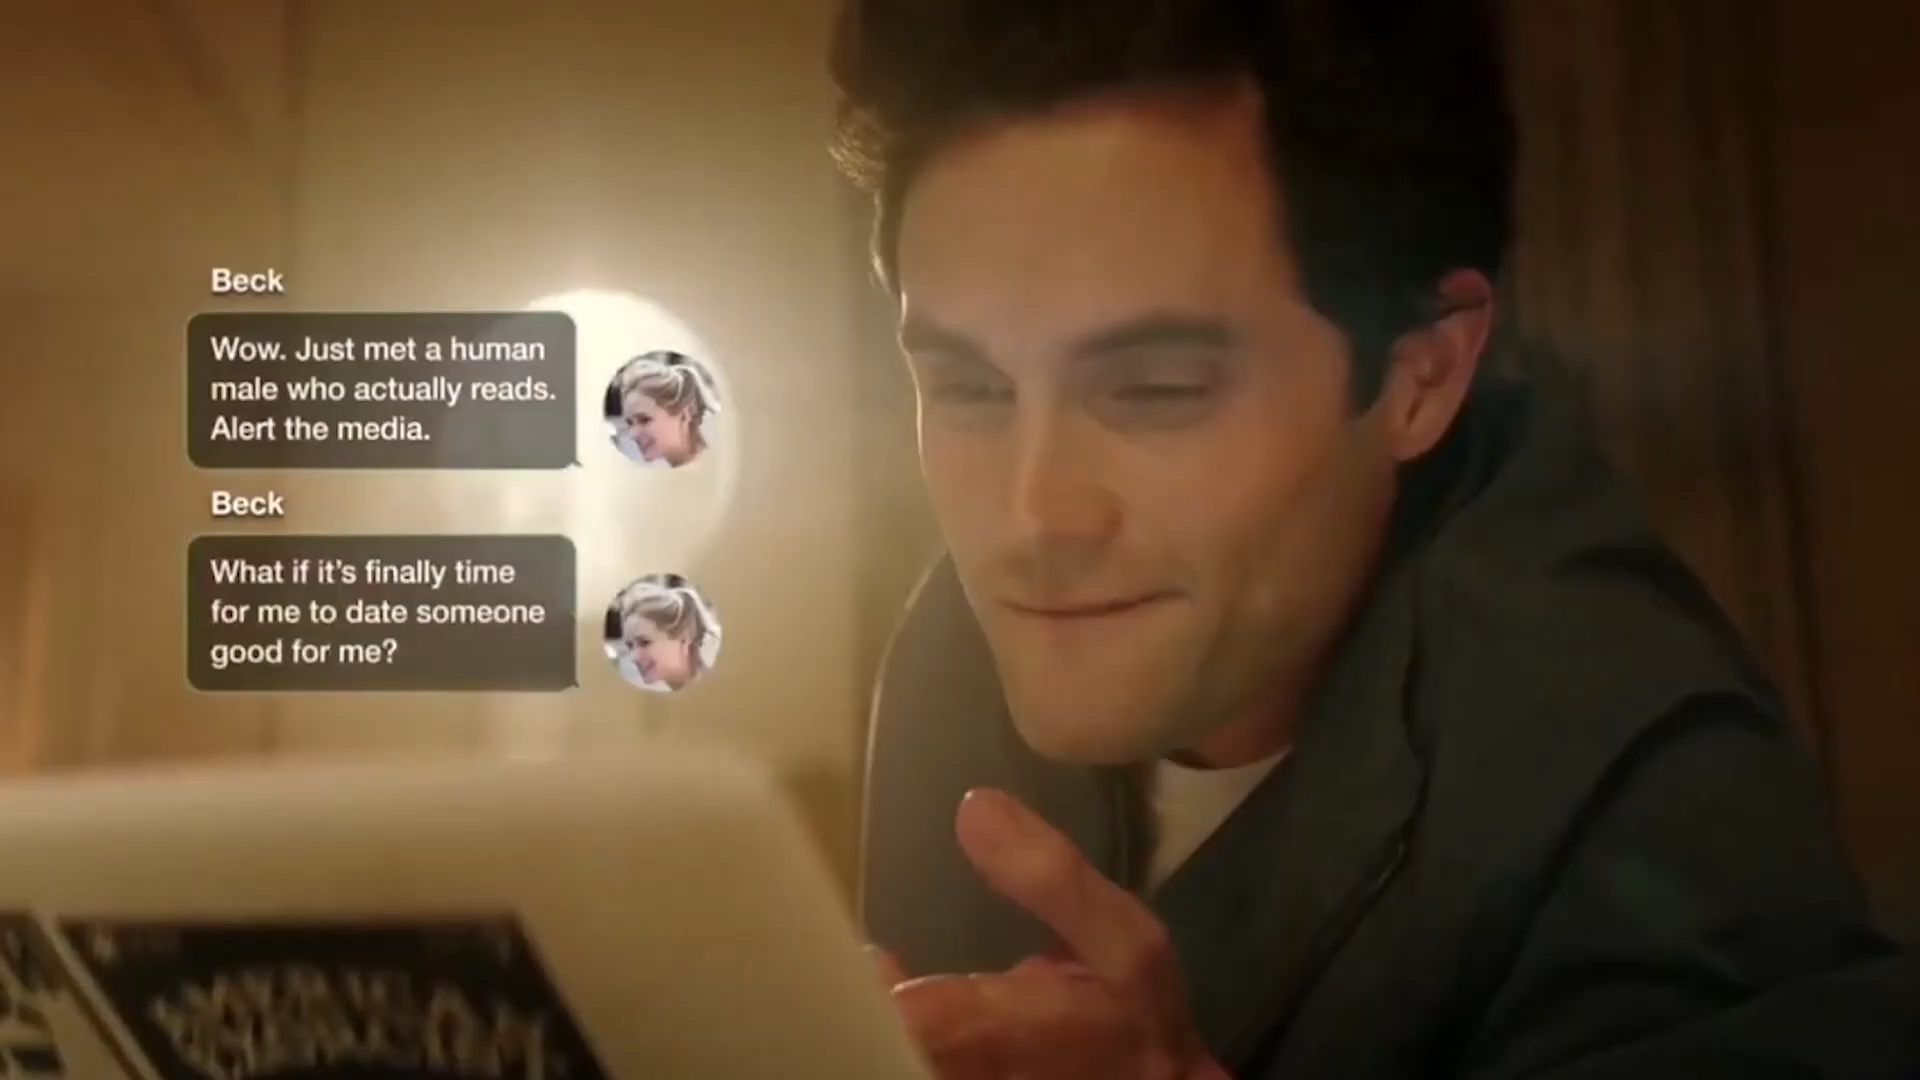 Beck
Wow. Just met a human
male who actually reads.
Alert the media.
Beck
What if it's finally time
for me to date someone
good for me?